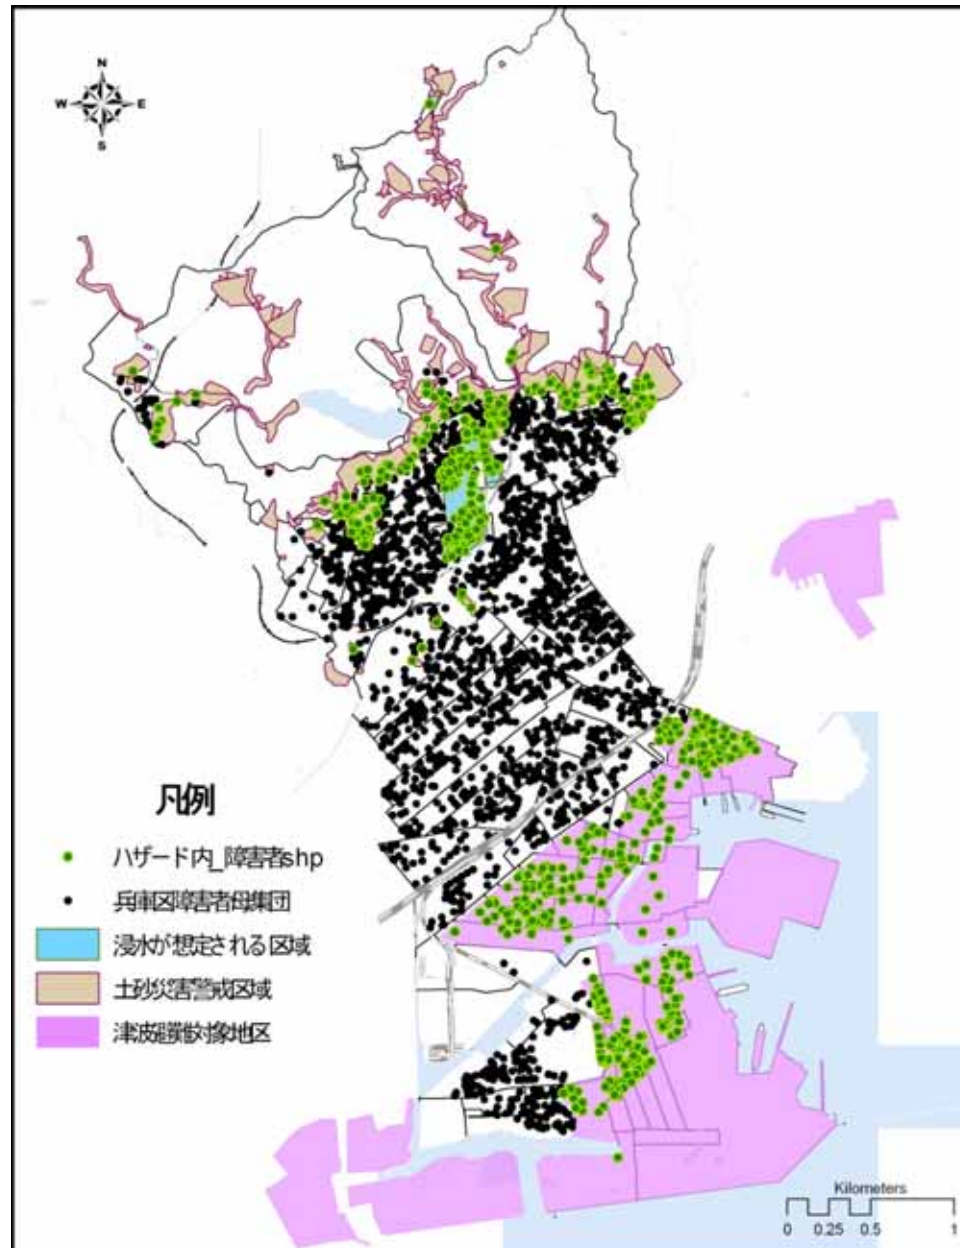 N
W E
S
凡例
ハザード内_障害者shp
兵庫区障害者母集団
浸水が想定される区域
土砂災害警戒区域
津波避難対象地区
Kilometers
0 0.25 0.5 1